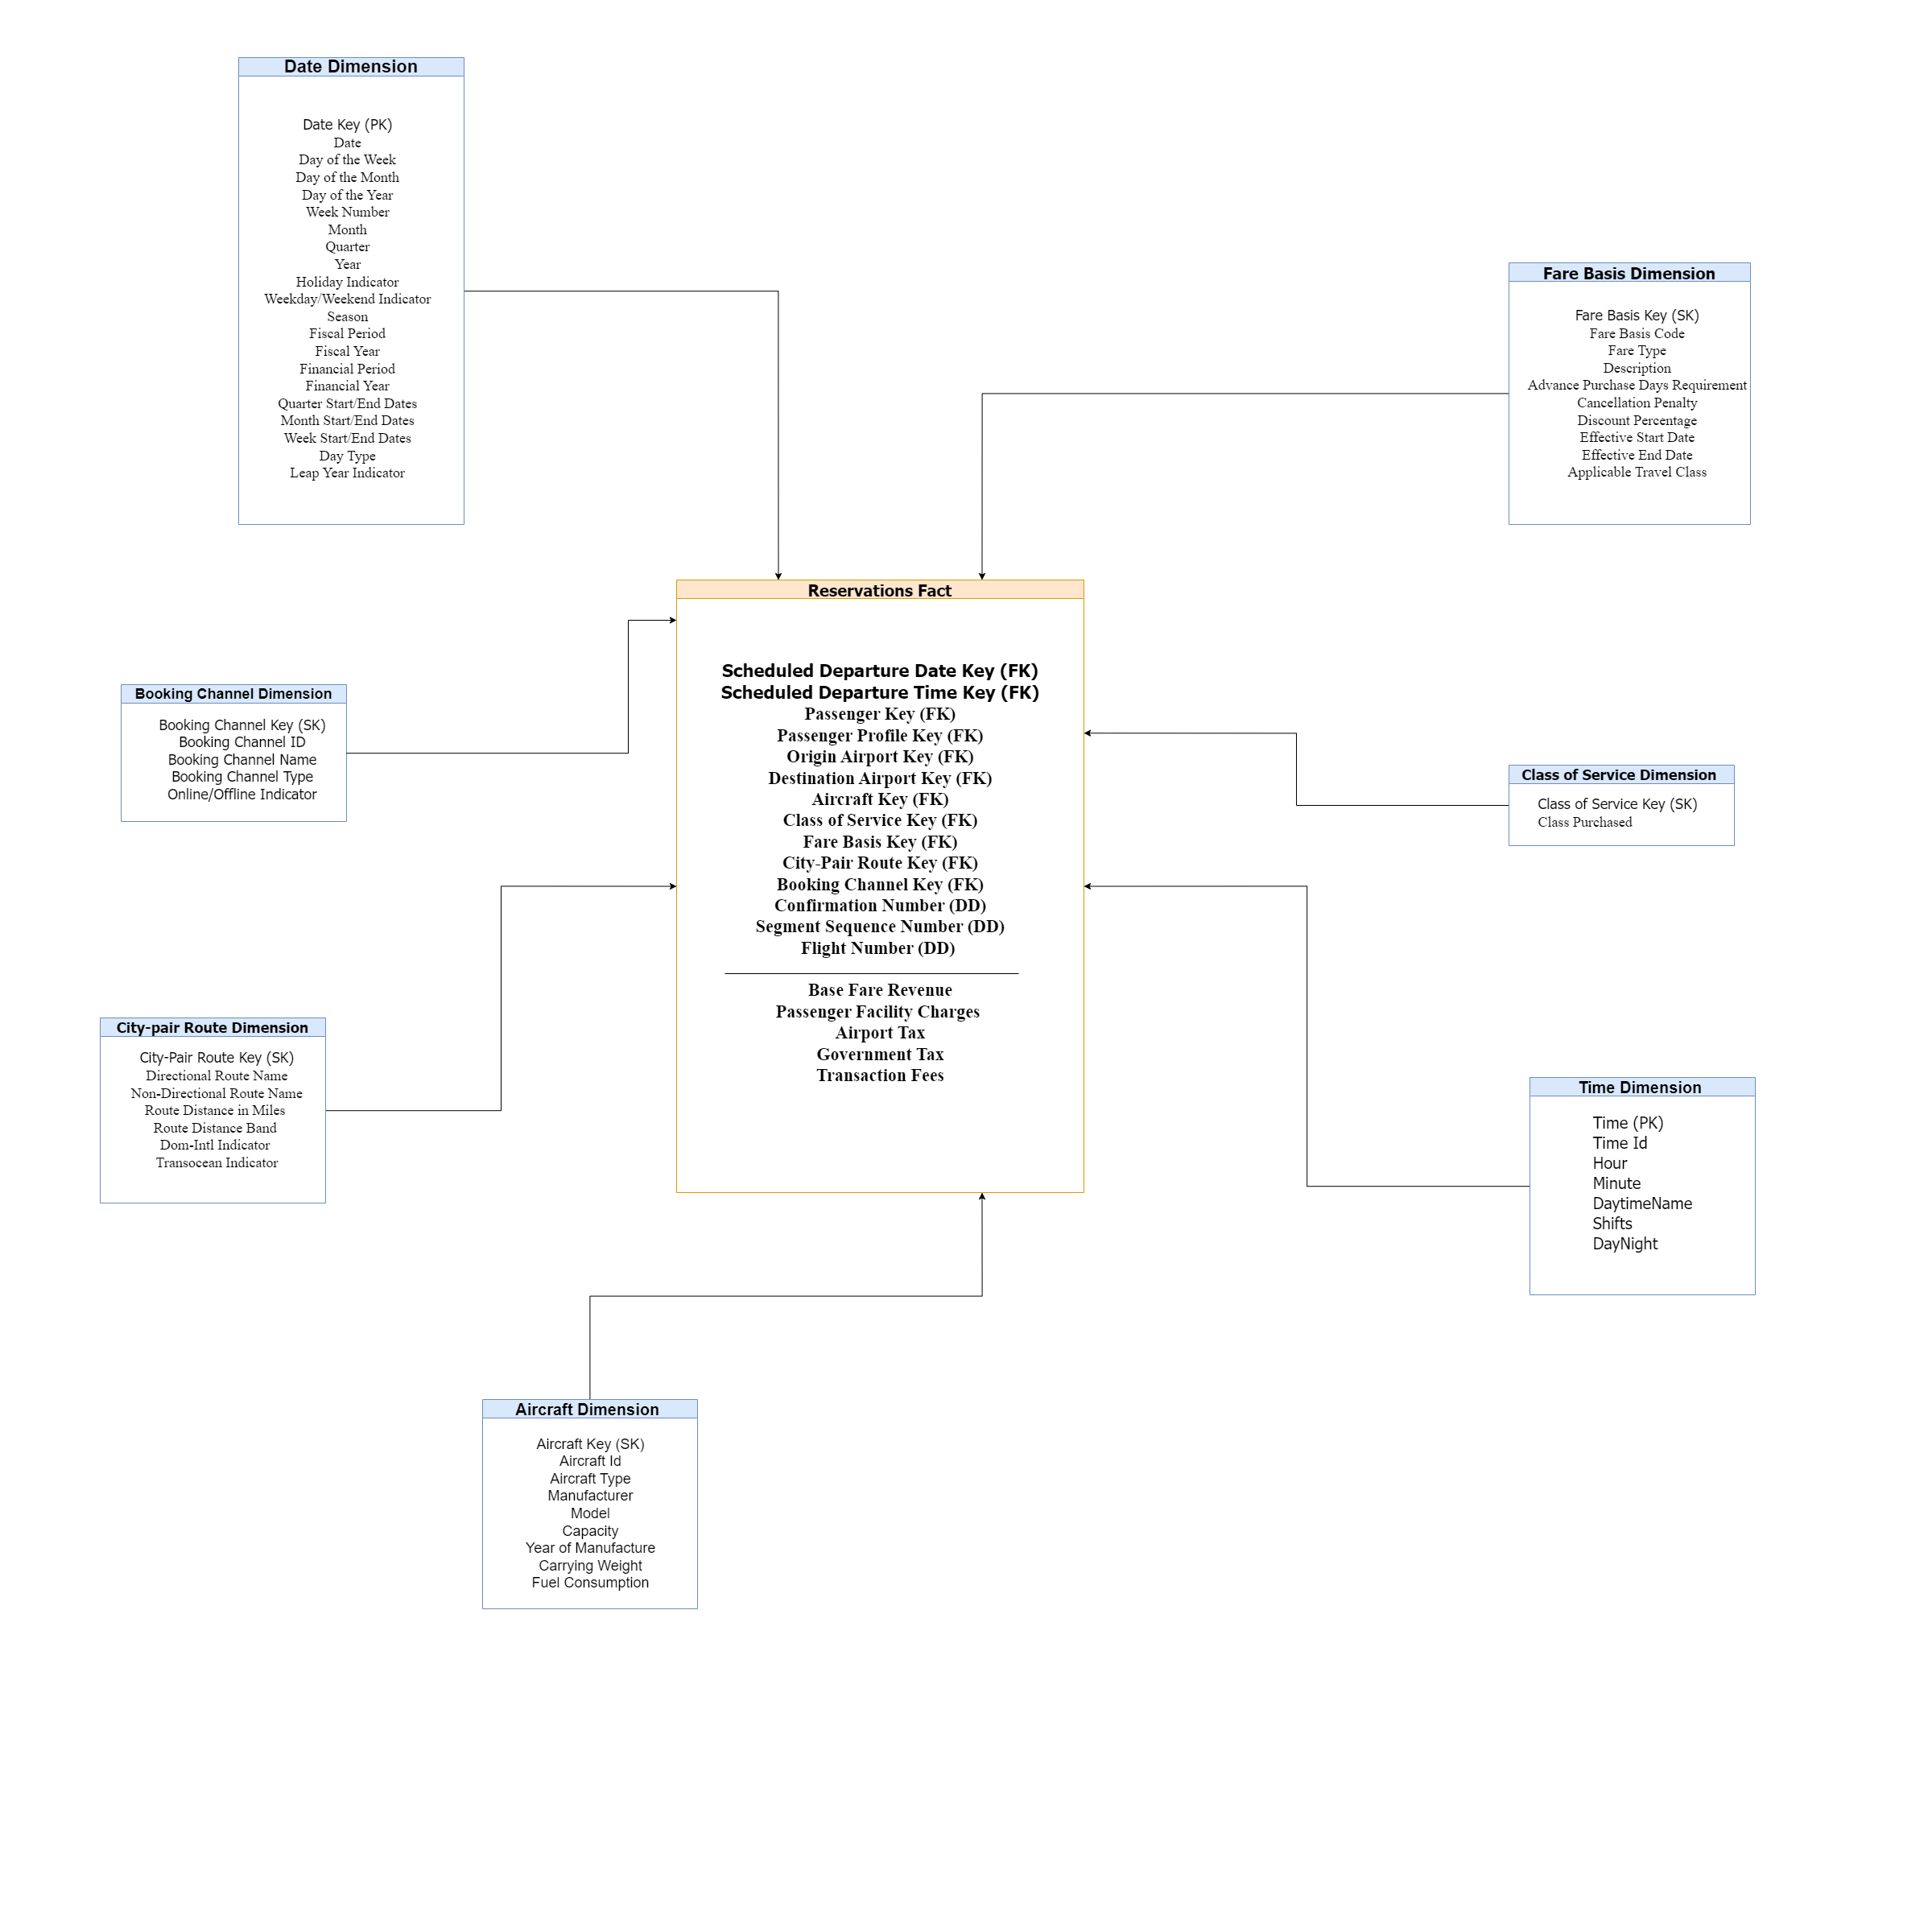 Date Dimension
Date Key (PK)
Date
Day of the Week
Day of the Month
Day of the Year
Week Number
Month
Quarter
Year
Holiday Indicator
Weekday/Weekend Indicator
Season
Fiscal Period
Fiscal Year
Financial Period
Financial Year
Quarter Start/End Dates
Month Start/End Dates
Week Start/End Dates
Day Type
Leap Year Indicator
Fare Basis Dimension
Fare Basis Key (SK)
Fare Basis Code
Fare Type
Description
Advance Purchase Days Requirement
Cancellation Penalty
Discount Percentage
Effective Start Date
Effective End Date
Applicable Travel Class
Reservations Fact
Scheduled Departure Date Key (FK)
Scheduled Departure Time Key (FK)
Passenger Key (FK)
Passenger Profile Key (FK)
Origin Airport Key (FK)
Destination Airport Key (FK)
Aircraft Key (FK)
Class of Service Key (FK)
Fare Basis Key (FK)
City-Pair Route Key (FK)
Booking Channel Key (FK)
Confirmation Number (DD)
Segment Sequence Number (DD)
Flight Number (DD)
Base Fare Revenue
Passenger Facility Charges
Airport Tax
Government Tax
Transaction Fees
Booking Channel Dimension
Booking Channel Key (SK)
Booking Channel ID
Booking Channel Name
Booking Channel Type
Online/Offline Indicator
Class of Service Dimension
Class of Service Key (SK)
Class Purchased
City-pair Route Dimension
City-Pair Route Key (SK)
Directional Route Name
Non-Directional Route Name
Route Distance in Miles
Route Distance Band
Dom-Intl Indicator
Transocean Indicator
Time Dimension
Time (PK)
Time Id
Hour
Minute
DaytimeName
Shifts
DayNight
Aircraft Dimension
Aircraft Key (SK)
Aircraft Id
Aircraft Type
Manufacturer
Model
Capacity
Year of Manufacture
Carrying Weight
Fuel Consumption